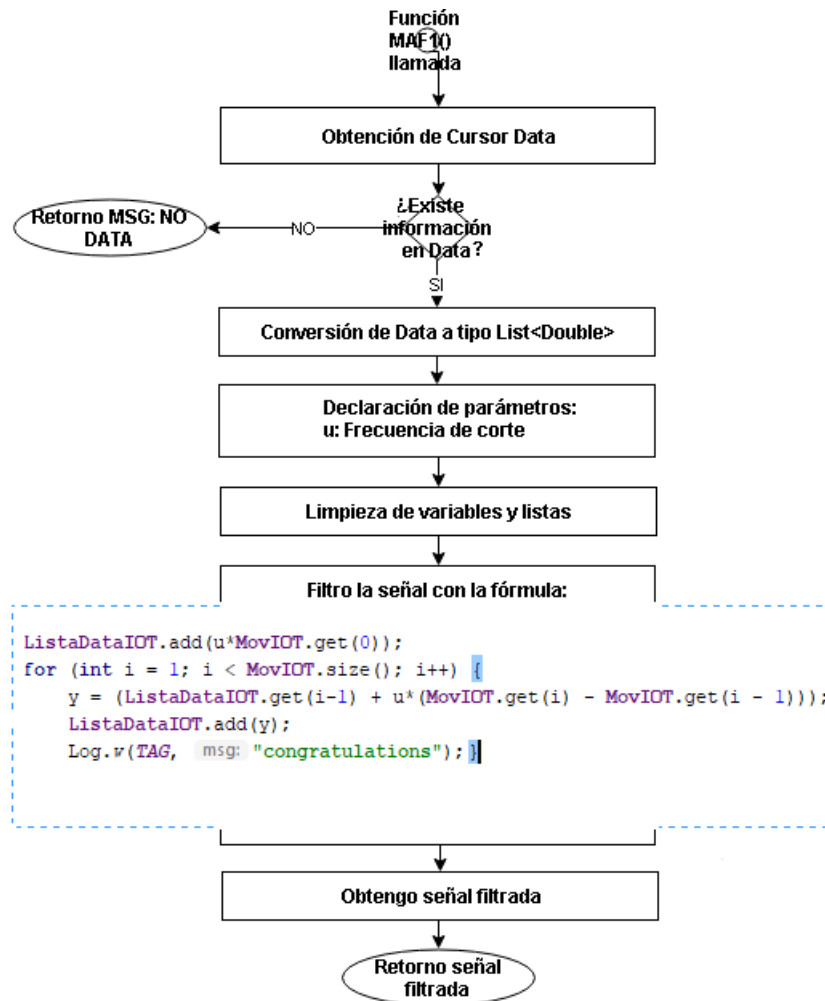 Función
MAF1()
llamada
Obtención de Cursor Data
¿Existe
información
en Data?
Retorno MSG: NO
DATA
NO
SI
Conversión de Data a tipo List<Double>
Declaración de parámetros:
u: Frecuencia de corte
Limpieza de variables y listas
Filtro la señal con la fórmula:
ListaDataIOT.add(u*MovIOT.get(0));
for (int i = 1; i < MovIOT.size(); i++) {
y = (ListaDataIOT.get(i-1) + u*(MovIOT.get(i) - MovIOT.get(i - 1)));
ListaDataIOT.add(y);
Log.v(TAG, msg: "congratulations");}
Obtengo señal filtrada
Retorno señal
filtrada